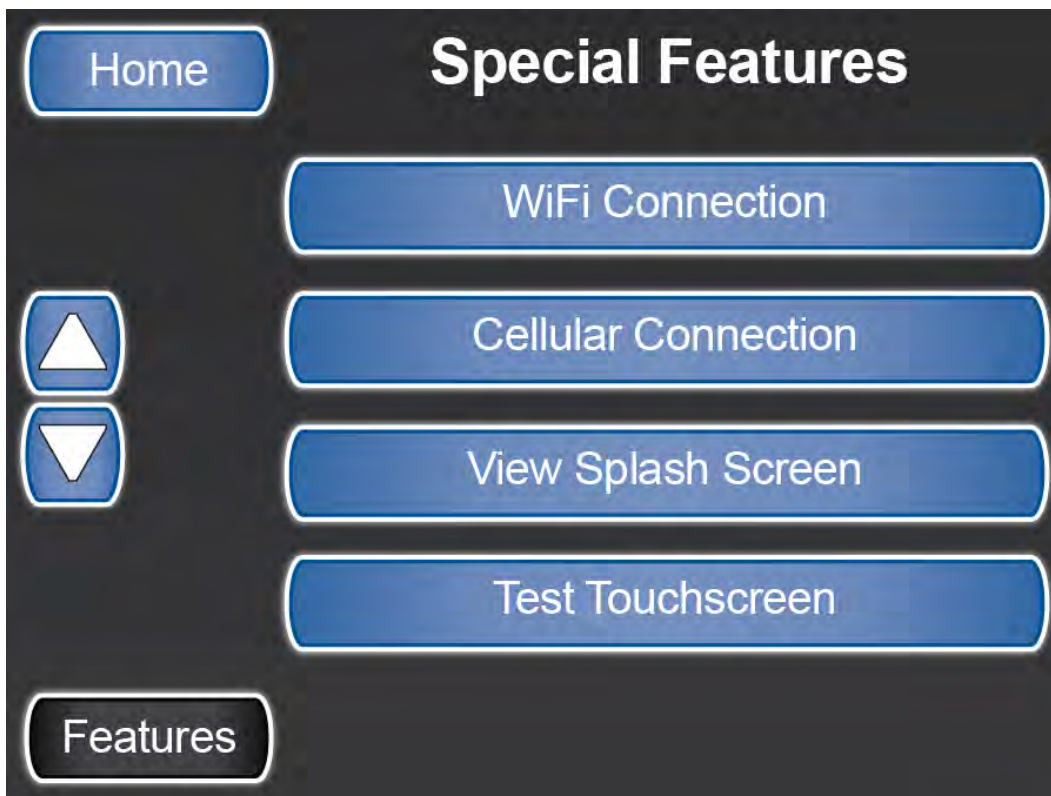 Home
Special Features
WiFi Connection
Cellular Connection
View Splash Screen
Test Touchscreen
Features